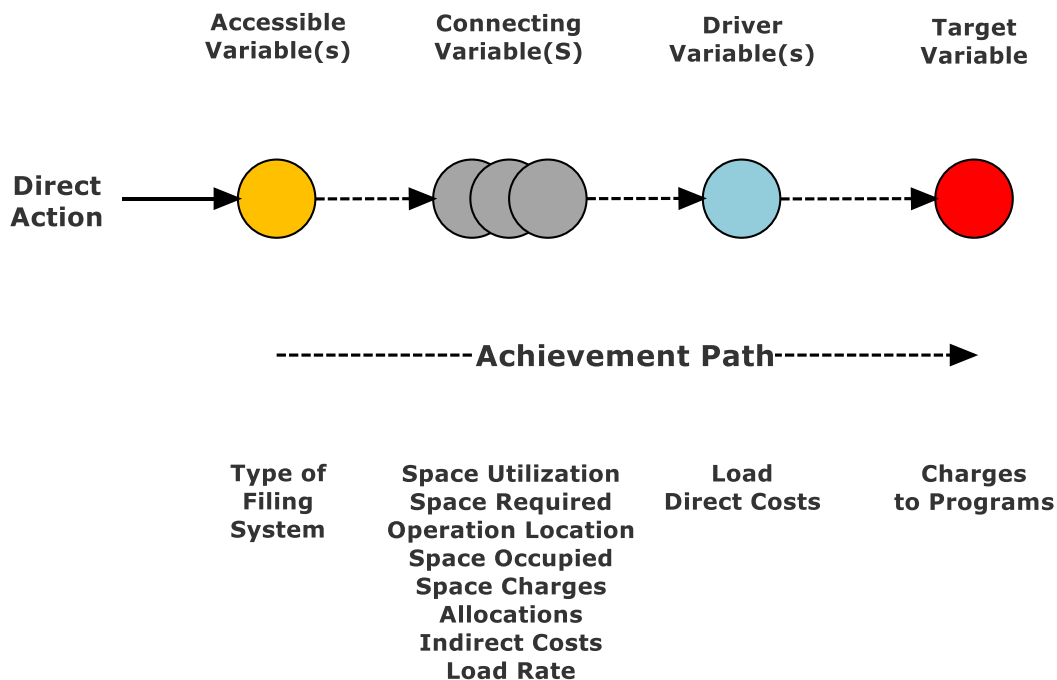 Accessible
Variable(s)
Connecting
Variable(S)
Driver
Variable(s)
Target
Variable
Direct
Action
Achievement Path
Type of
Filing
System
Space Utilization
Space Required
Operation Location
Space Occupied
Space Charges
Allocations
Indirect Costs
Load Rate
Load
Direct Costs
Charges
to Programs